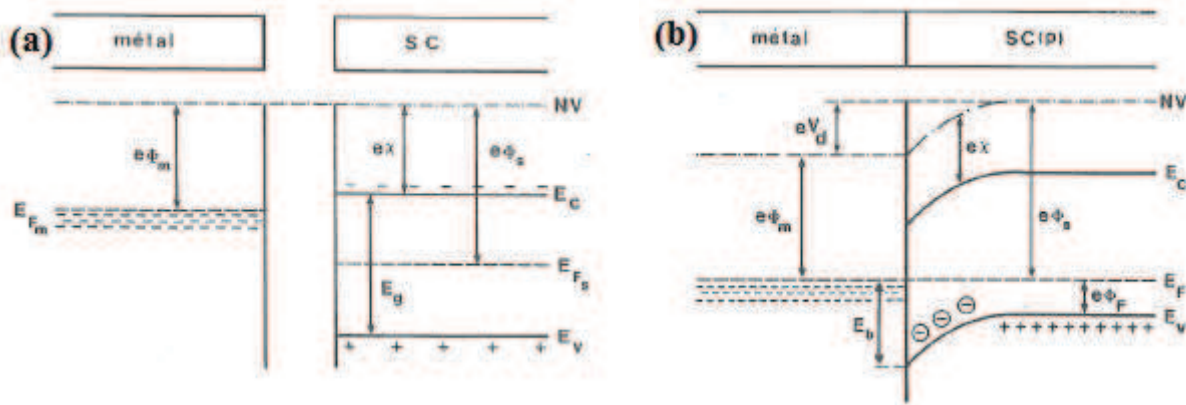 (a)
métal
SC
NV
eΦm
eχ
eΦs
EFm
EC
EFs
Eg
EV
(b)
métal
SC(p)
NV
eVd
eχ
EC
eΦm
eΦs
EF
eΦF
Eb
EV